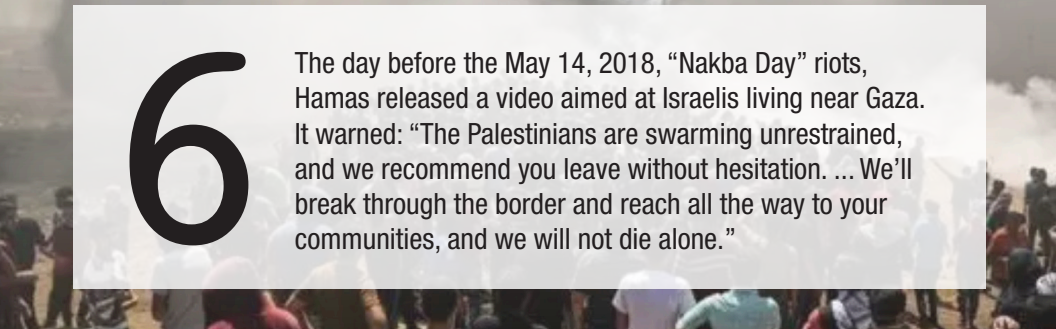 6
The day before the May 14, 2018, “Nakba Day” riots,
Hamas released a video aimed at Israelis living near Gaza.
It warned: “The Palestinians are swarming unrestrained,
and we recommend you leave without hesitation. ... We’ll
break through the border and reach all the way to your
communities, and we will not die alone.”